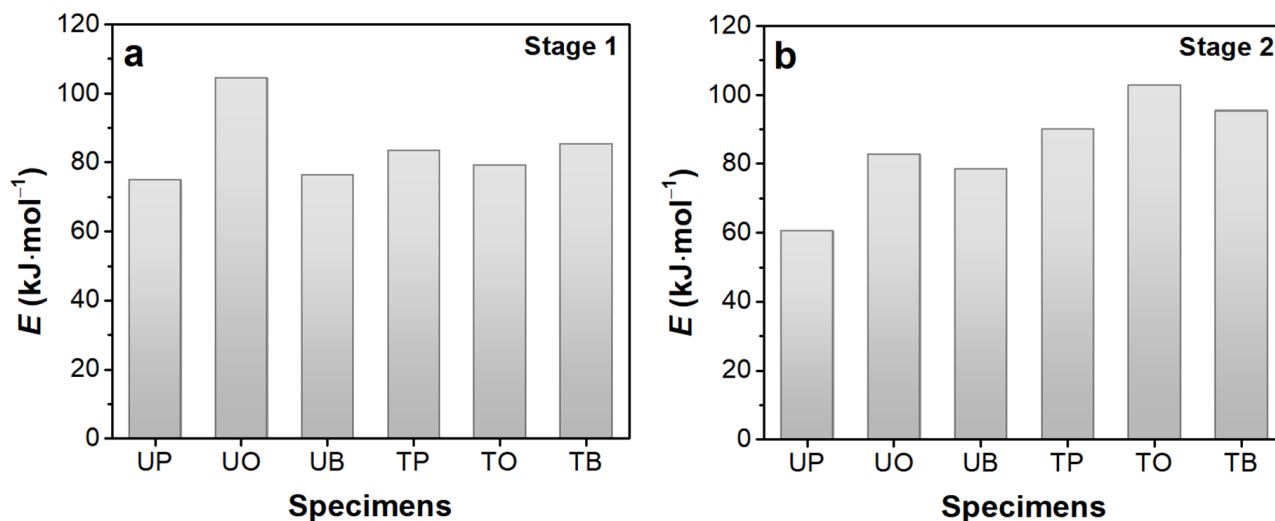 a
Stage 1
E (kJ·mol⁻¹)
120
100
80
60
40
20
0
UP UO UB TP TO TB
Specimens
b
Stage 2
E (kJ·mol⁻¹)
120
100
80
60
40
20
0
UP UO UB TP TO TB
Specimens